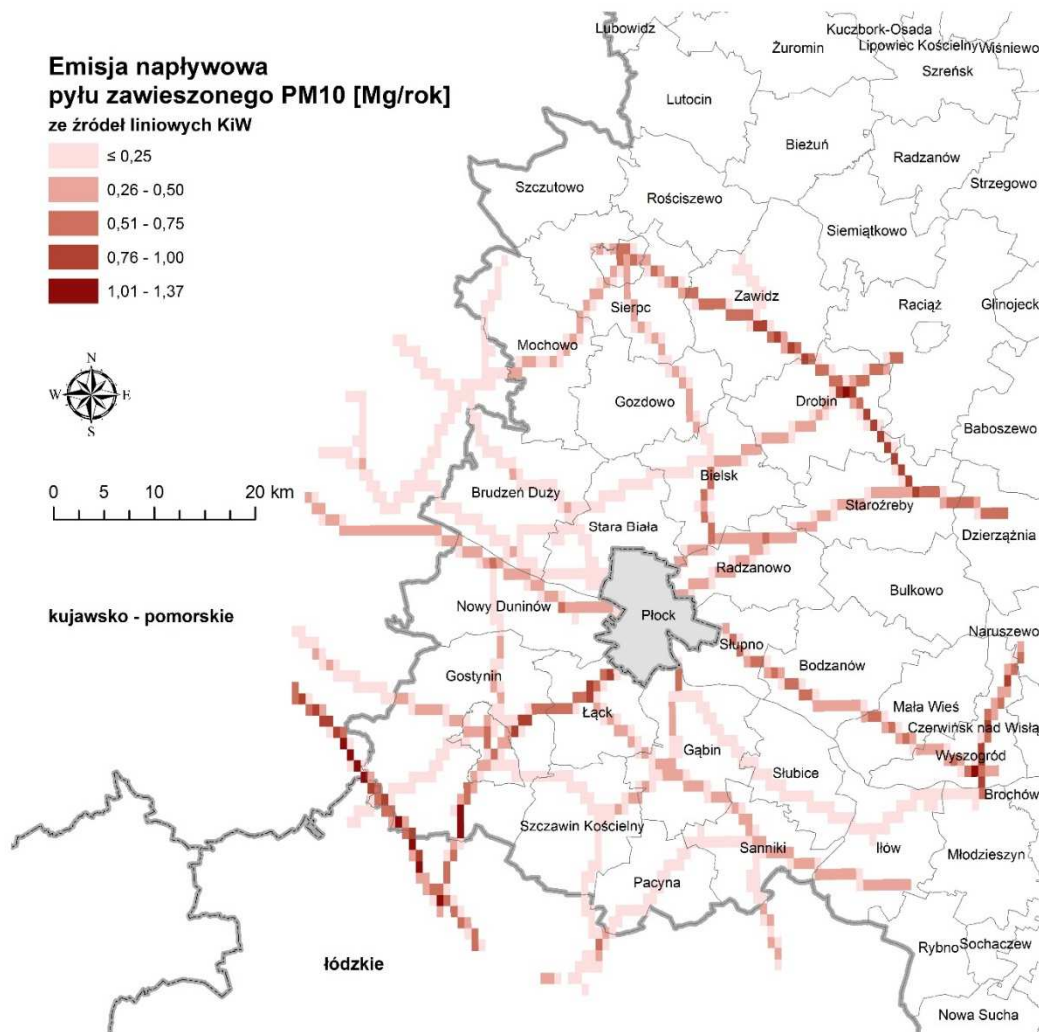 Emisja napływowa
pyłu zawieszonego PM10 [Mg/rok]
ze źródeł liniowych KiW
≤ 0,25
0,26 - 0,50
0,51 - 0,75
0,76 - 1,00
1,01 - 1,37
N
W E
S
0 5 10 20 km
kujawsko - pomorskie
łódzkie
Lubowidz
Kuczbork-Osada
Żuromin
Lipowiec Kościelny
Wiśniewo
Szreńsk
Lutocin
Bieżuń
Radzanów
Strzegowo
Szczutowo
Rościszewo
Siemiątkowo
Zawidz
Raciąż
Glinojeck
Sierpc
Mochowo
Gozdowo
Drobin
Baboszewo
Bielsk
Brudzeń Duży
Staroźreby
Stara Biała
Dzierzążnia
Radzanowo
Bulkowo
Nowy Duninów
Płock
Słupno
Naruszewo
Bodzanów
Gostynin
Mała Wieś
Łąck
Czerwińsk nad Wisłą
Gąbin
Wyszogród
Słubice
Brochów
Szczawin Kościelny
Sanniki
Iłów
Młodzieszyn
Pacyna
Rybno
Sochaczew
Nowa Sucha